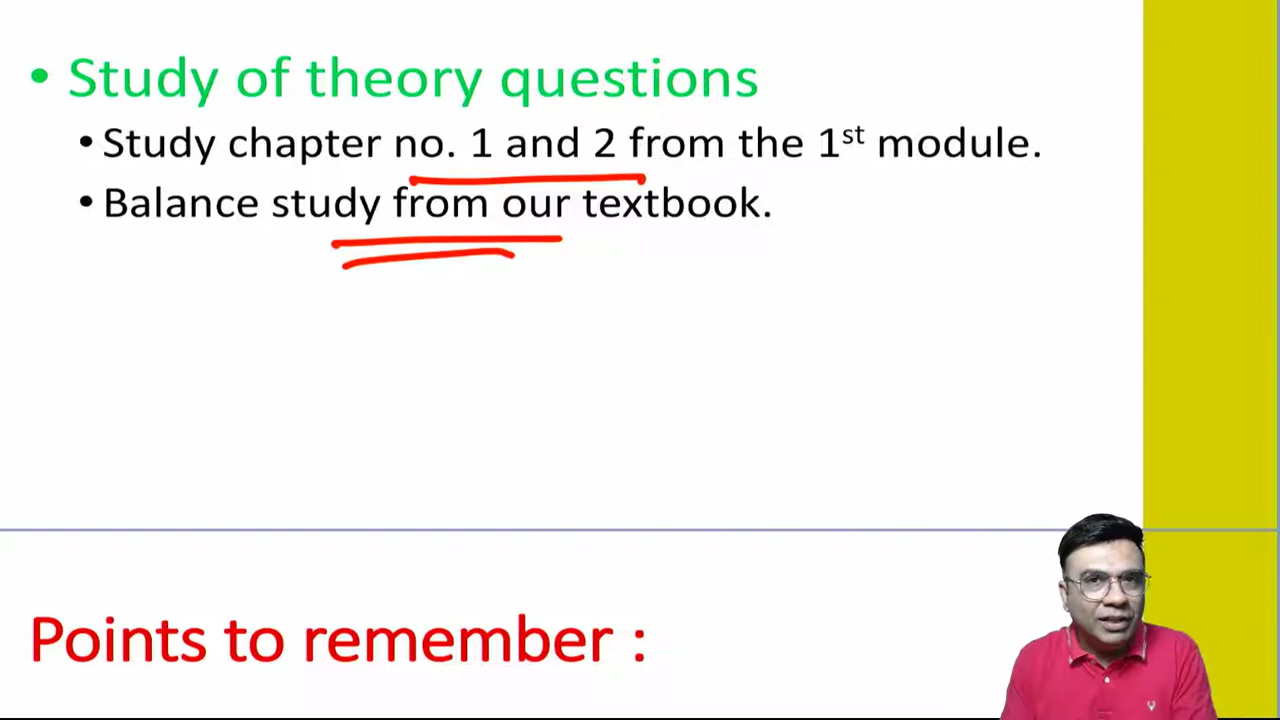 • Study of theory questions
• Study chapter no. 1 and 2 from the 1st module.
• Balance study from our textbook.
Points to remember :